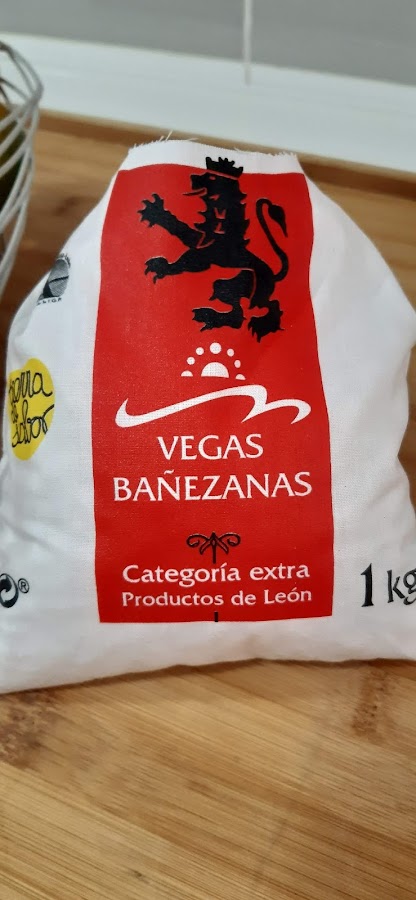 VEGAS
BAÑEZANAS
Categoría extra
Productos de León
1 kg
®